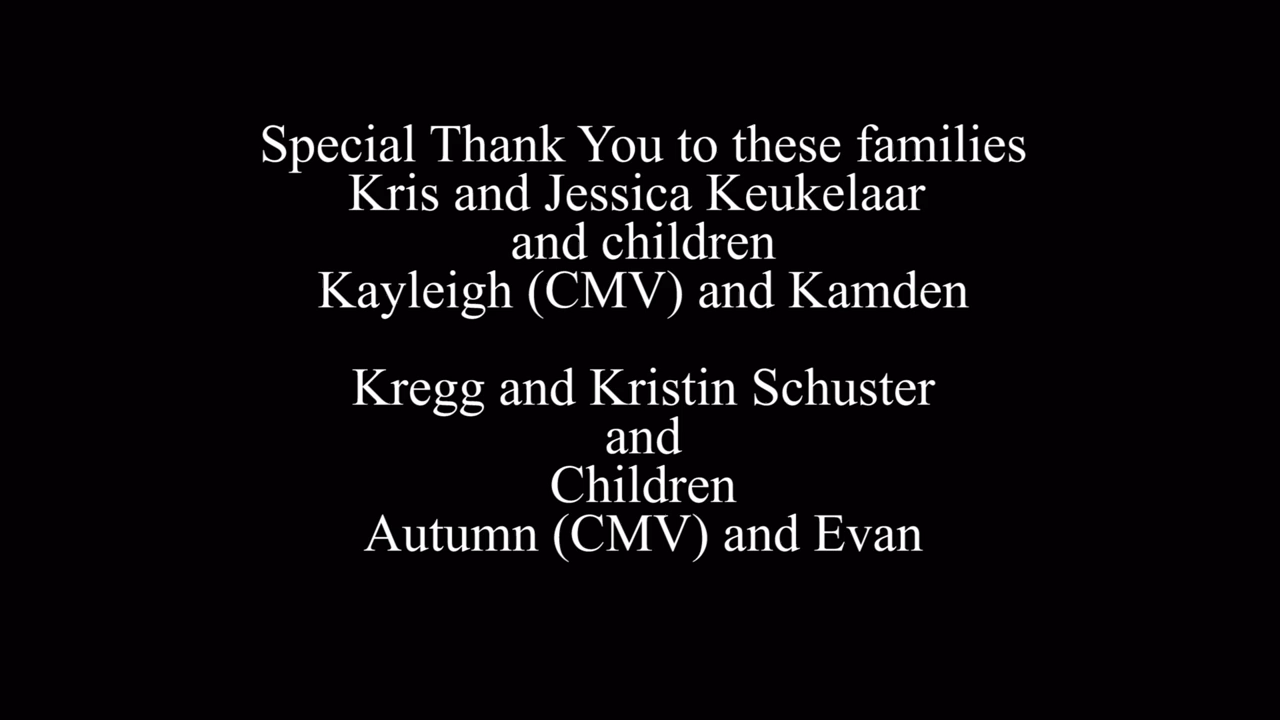 Special Thank You to these families
Kris and Jessica Keukelaar
and children
Kayleigh (CMV) and Kamden
Kregg and Kristin Schuster
and
Children
Autumn (CMV) and Evan